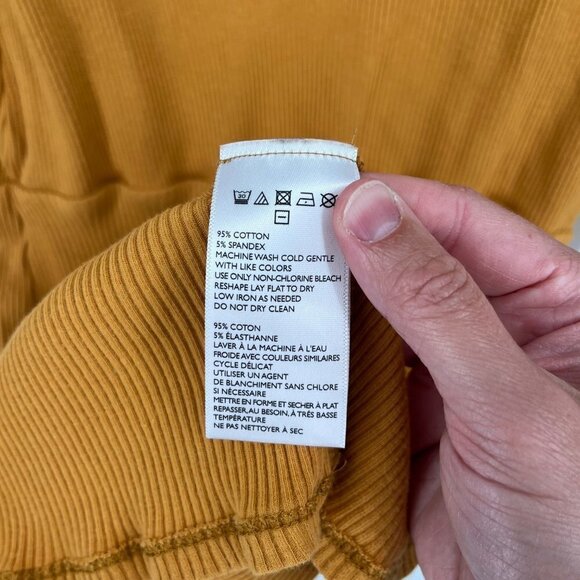 30
95% COTTON
5% SPANDEX
MACHINE WASH COLD GENTLE
WITH LIKE COLORS
USE ONLY NON-CHLORINE BLEACH
RESHAPE LAY FLAT TO DRY
LOW IRON AS NEEDED
DO NOT DRY CLEAN
95% COTON
5% ÉLASTHANNE
LAVER À LA MACHINE À L'EAU
FROIDE AVEC COULEURS SIMILAIRES
CYCLE DÉLICAT
UTILISER UN AGENT
DE BLANCHIMENT SANS CHLORE
SI NÉCESSAIRE
METTRE EN FORME ET SÉCHER À PLAT
REPASSER, AU BESOIN, À TRÈS BASSE
TEMPÉRATURE
NE PAS NETTOYER À SEC